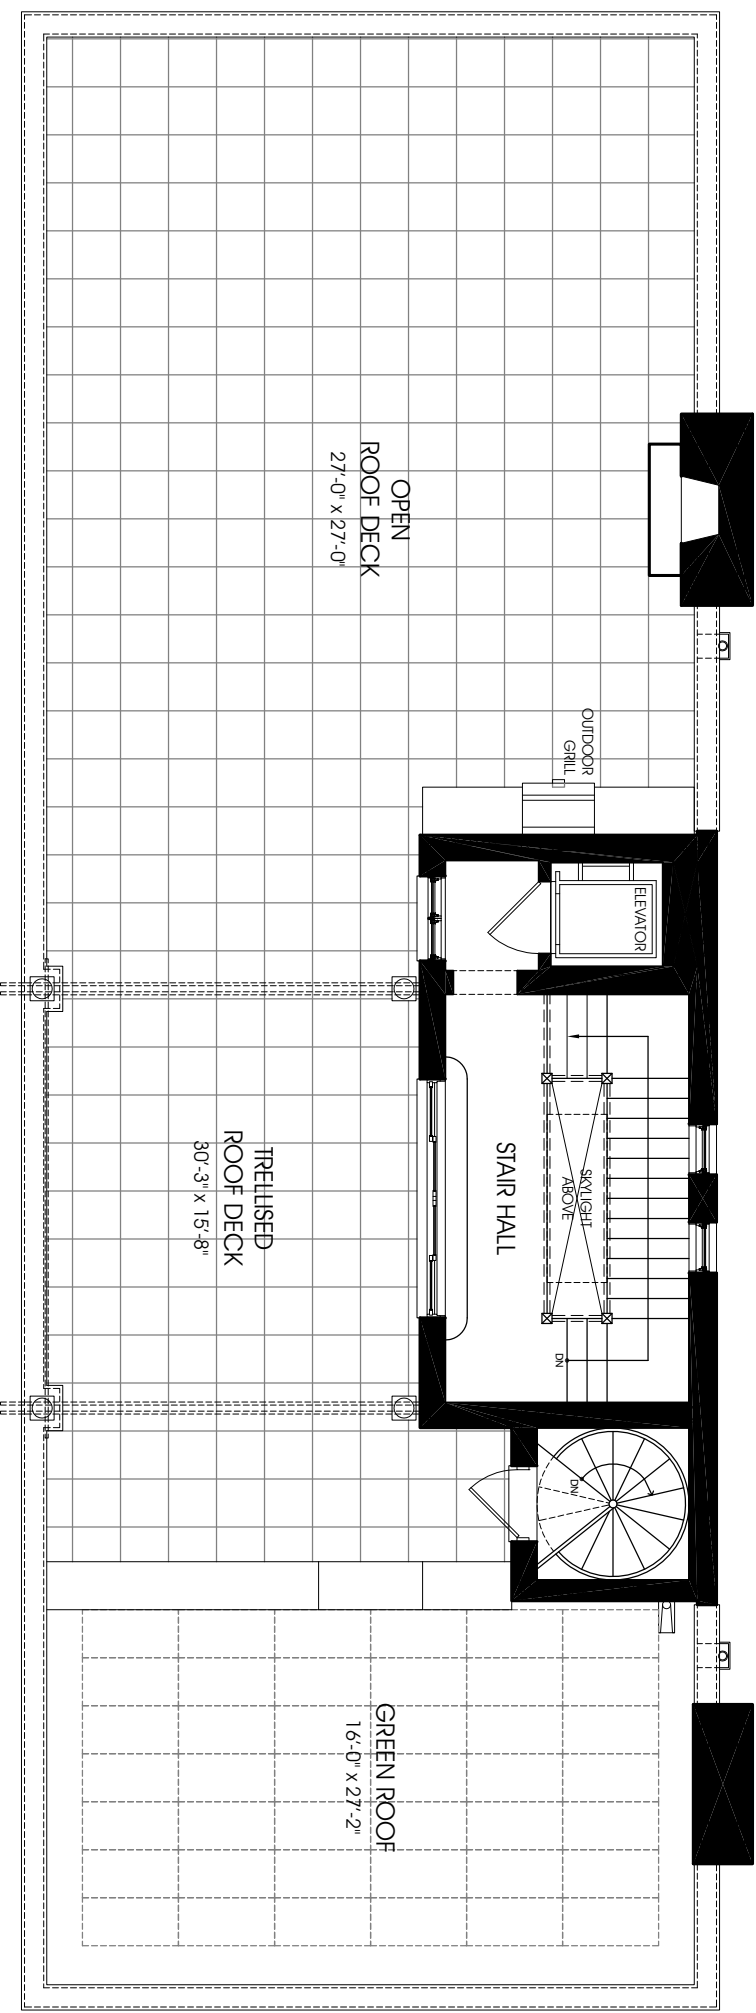 OPEN
ROOF DECK
27'-0" x 27'-0"
OUTDOOR
GRILL
ELEVATOR
SKYLIGHT
ABOVE
STAIR HALL
DN
TRELLISED
ROOF DECK
30'-3" x 15'-8"
DN
GREEN ROOF
16'-0" x 27'-2"